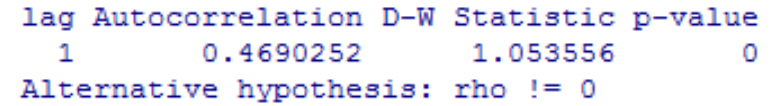 lag Autocorrelation D-W Statistic p-value
1 0.4690252 1.053556 0
Alternative hypothesis: rho != 0